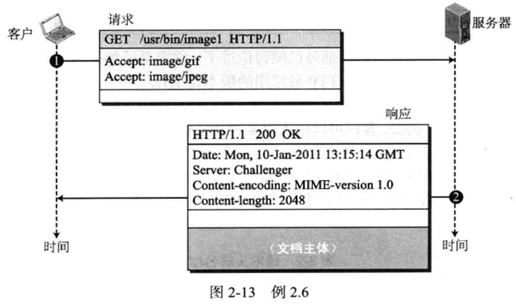 请求
客户
服务器
GET /usr/bin/image1 HTTP/1.1
1
Accept: image/gif
Accept: image/jpeg
响应
HTTP/1.1 200 OK
Date: Mon, 10-Jan-2011 13:15:14 GMT
Server: Challenger
Content-encoding: MIME-version 1.0
Content-length: 2048
2
时间
(文档主体)
时间
图 2-13 例 2.6